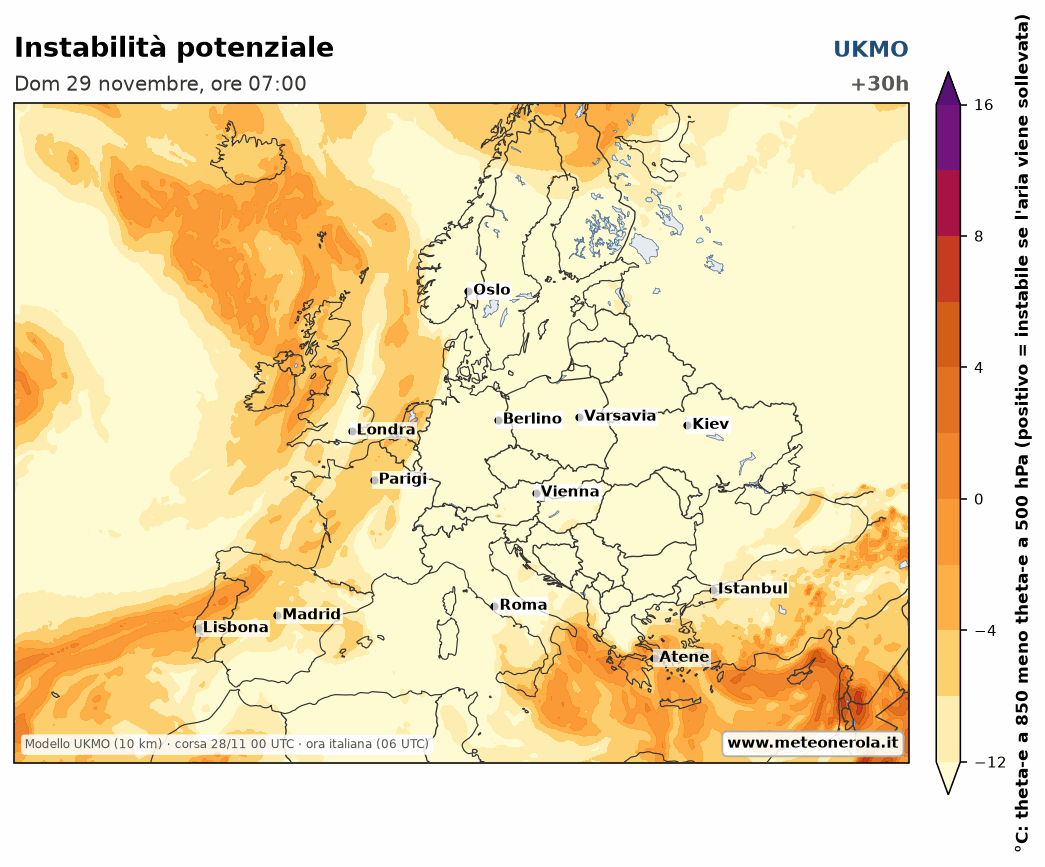 Instabilità potenziale
UKMO
Dom 29 novembre, ore 07:00
+30h
Oslo
Berlino
Varsavia
Kiev
Londra
Parigi
Vienna
Istanbul
Roma
Madrid
Lisbona
Atene
Modello UKMO (10 km) · corsa 28/11 00 UTC · ora italiana (06 UTC)
www.meteonerola.it
16
8
4
0
−4
−12
°C: theta-e a 850 meno theta-e a 500 hPa (positivo = instabile se l'aria viene sollevata)